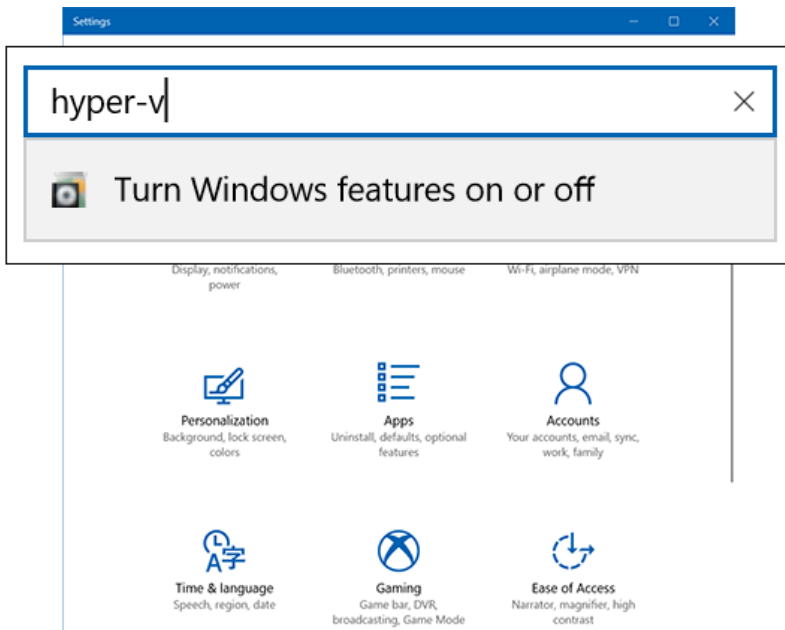 Settings
hyper-v
Turn Windows features on or off
Display, notifications,
power
Bluetooth, printers, mouse
Wi-Fi, airplane mode, VPN
Personalization
Background, lock screen,
colors
Apps
Uninstall, defaults, optional
features
Accounts
Your accounts, email, sync,
work, family
A字
Time & language
Speech, region, date
Gaming
Game bar, DVR,
broadcasting, Game Mode
Ease of Access
Narrator, magnifier, high
contrast